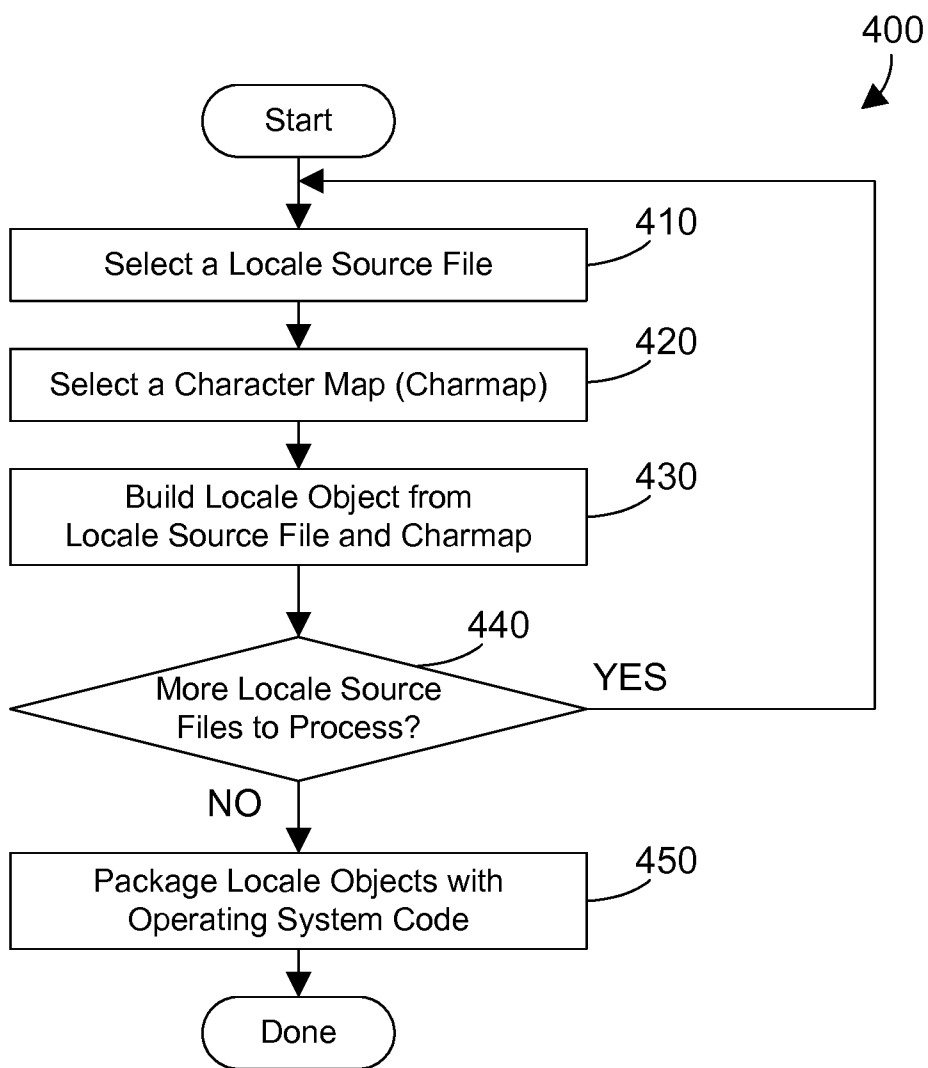 400
Start
410
Select a Locale Source File
420
Select a Character Map (Charmap)
430
Build Locale Object from
Locale Source File and Charmap
440
More Locale Source
Files to Process?
YES
NO
450
Package Locale Objects with
Operating System Code
Done